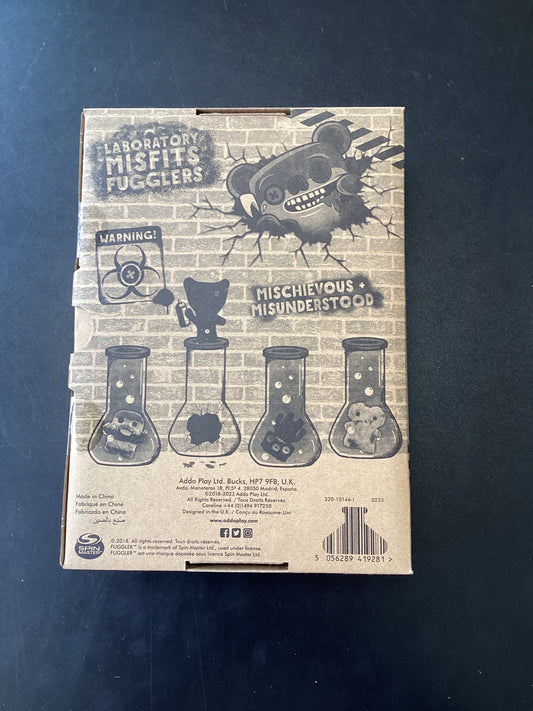 LABORATORY
MISFITS
FUGGLERS
WARNING!
MISCHIEVOUS +
MISUNDERSTOOD
Addo Play Ltd. Bucks, HP7 9FB, U.K.
Avda. Manoteras 18, Pl.5ª 4. 28050 Madrid, España.
©2018-2023 Addo Play Ltd.
All Rights Reserved. / Tous Droits Reservés.
Careline +44 (0)1494 917250
Designed in the U.K. / Conçu au Royaume-Uni
www.addoplay.com
Made in China
Fabriqué en Chine
Fabricado en China
صنع بالصين
320-15146-I 0223
SPIN
MASTER
© 2018. All rights reserved. Tous droits réservés.
FUGGLER™ is a trademark of Spin Master Ltd., used under license.
FUGGLER™ est une marque déposée sous licence Spin Master Ltd.
5 056289 419281 >